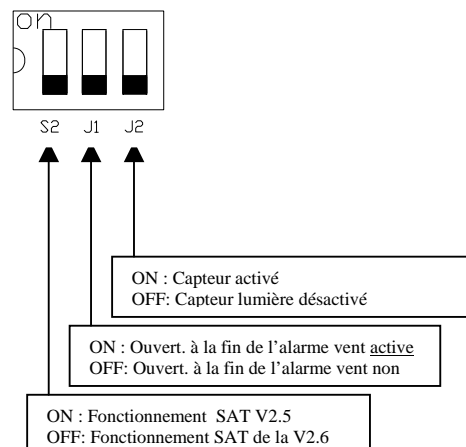 on
S2 J1 J2
ON : Capteur activé
OFF: Capteur lumière désactivé
ON : Ouvert. à la fin de l'alarme vent active
OFF: Ouvert. à la fin de l'alarme vent non
ON : Fonctionnement SAT V2.5
OFF: Fonctionnement SAT de la V2.6